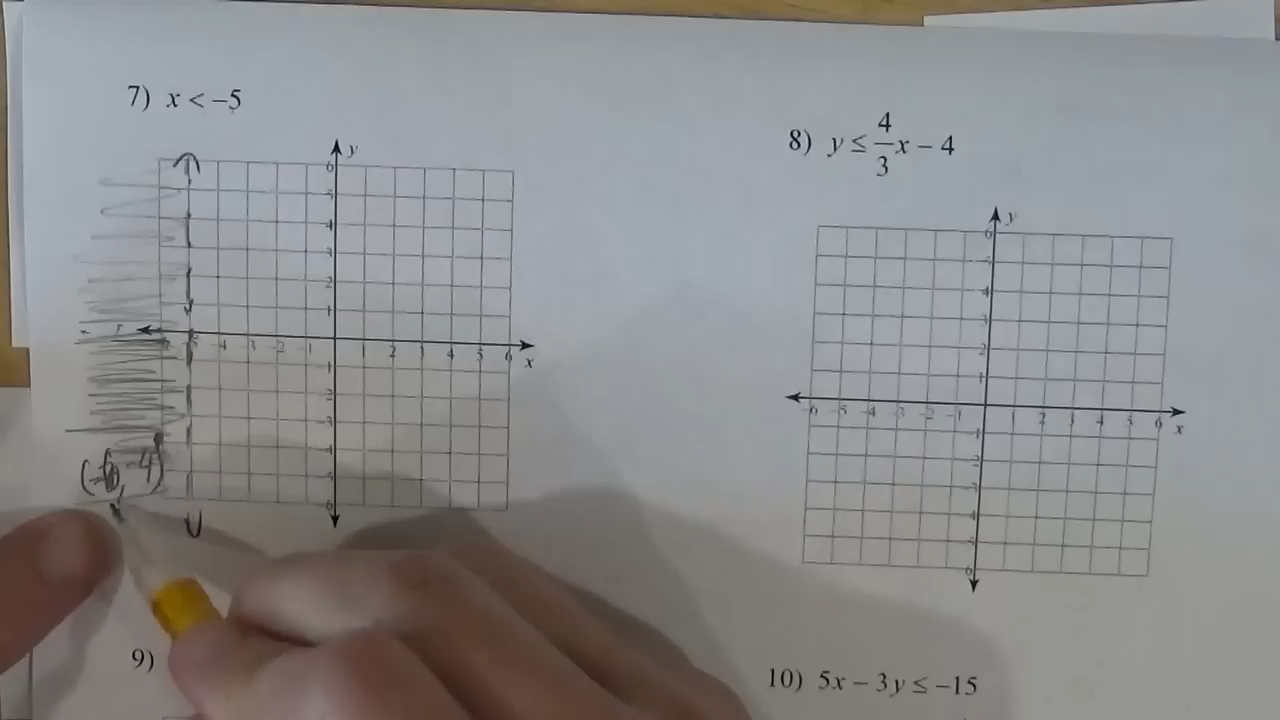 7) x < -5
8) y ≤ 4/3 x - 4
y
6
5
4
3
2
1
-5 -4 -3 -2 -1 1 2 3 4 5 6
x
-1
-2
-3
-4
-5
-6
(-6, -4)
y
6
5
4
3
2
1
-6 -5 -4 -3 -2 -1 1 2 3 4 5 6
x
-1
-2
-3
-4
-5
-6
9)
10) 5x - 3y ≤ -15